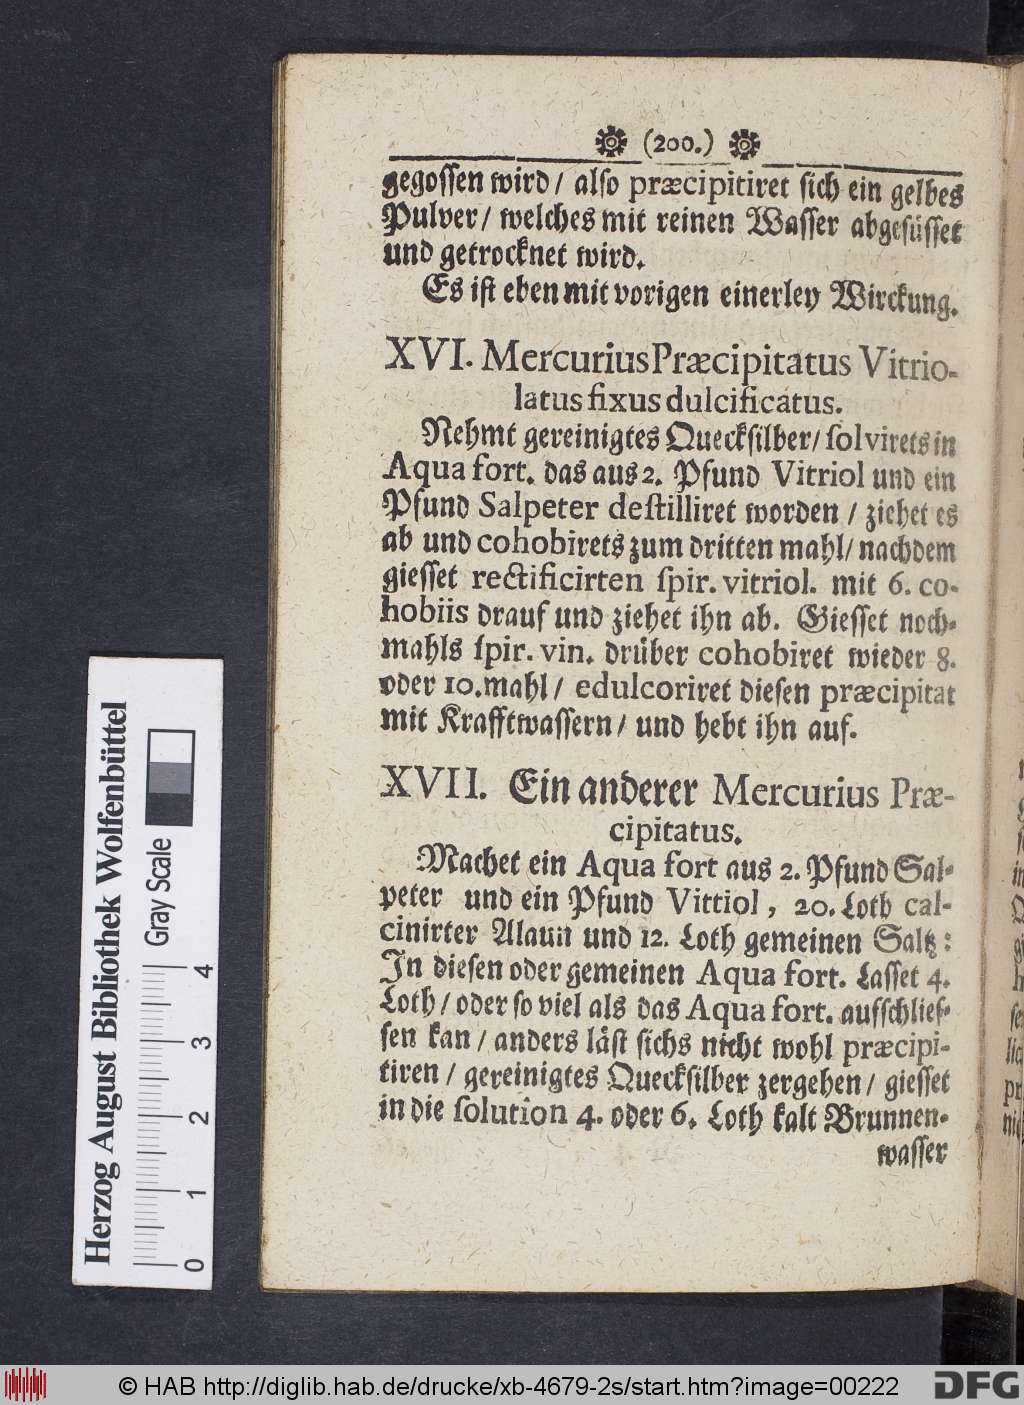 (200.)
gegossen wird / also præcipitiret sich ein gelbes
Pulver / welches mit reinen Wasser abgesüsset
und getrocknet wird.
Es ist eben mit vorigen einerley Wirckung.
XVI. Mercurius Præcipitatus Vitrio-
latus fixus dulcificatus.
Nehmt gereinigtes Quecksilber / solvirets in
Aqua fort. das aus 2. Pfund Vitriol und ein
Pfund Salpeter destilliret worden / ziehet es
ab und cohobirets zum dritten mahl / nachdem
giesset rectificirten spir. vitriol. mit 6. co-
hobiis drauf und ziehet ihn ab. Giesset noch-
mahls spir. vin. drüber cohobiret wieder 8.
oder 10. mahl / edulcoriret diesen præcipitat
mit Krafftwassern / und hebt ihn auf.
XVII. Ein anderer Mercurius Præ-
cipitatus.
Machet ein Aqua fort aus 2. Pfund Sal-
peter und ein Pfund Vittiol, 20. Loth cal-
cinirter Alaun und 12. Loth gemeinen Saltz:
In diesen oder gemeinen Aqua fort. Lasset 4.
Loth / oder so viel als das Aqua fort. aufschlies-
sen kan / anders läst sichs nicht wohl præcipi-
tiren / gereinigtes Quecksilber zergehen / giesset
in die solution 4. oder 6. Loth kalt Brunnen-
wasser
Herzog August Bibliothek Wolfenbüttel
Gray Scale
0 1 2 3 4
© HAB http://diglib.hab.de/drucke/xb-4679-2s/start.htm?image=00222
DFG